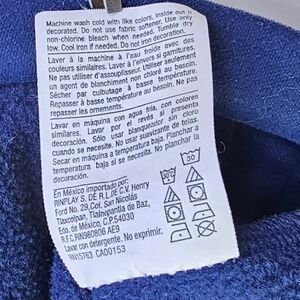 Machine wash cold with like colors. Inside out if
decorated. Do not use fabric softener. Use only
non-chlorine bleach when needed. Tumble dry
low. Cool iron if needed. Do not iron decoration.
Laver à la machine à l'eau froide avec des
couleurs similaires. Laver à l'envers si garnitures.
Ne pas utiliser d'assouplisseur. Utiliser seulement
un agent de blanchiment non chloré au besoin.
Sécher par culbutage à basse température.
Repasser à basse température au besoin. Ne pas
repasser les ornements.
Lavar en máquina con agua fría, con colores
similares. Lavar por el revés si presenta
decoración. Sólo usar blanqueador sin cloro
cuando se necesite. No usar suavizante de telas.
Secar en máquina a temperatura baja. Planchar a
temperatura baja si se necesita. No planchar la
decoración.
En México importado por:
RINPLAY S. DE R.L. de C.V. Henry
Ford No. 29, Col. San Nicolás
Tlaxcolpan, Tlalnepantla de Baz,
Edo. de México. C.P. 54030
R.F.C. RIN980806 AE9
Lavar con detergente. No exprimir.
CA00153
30